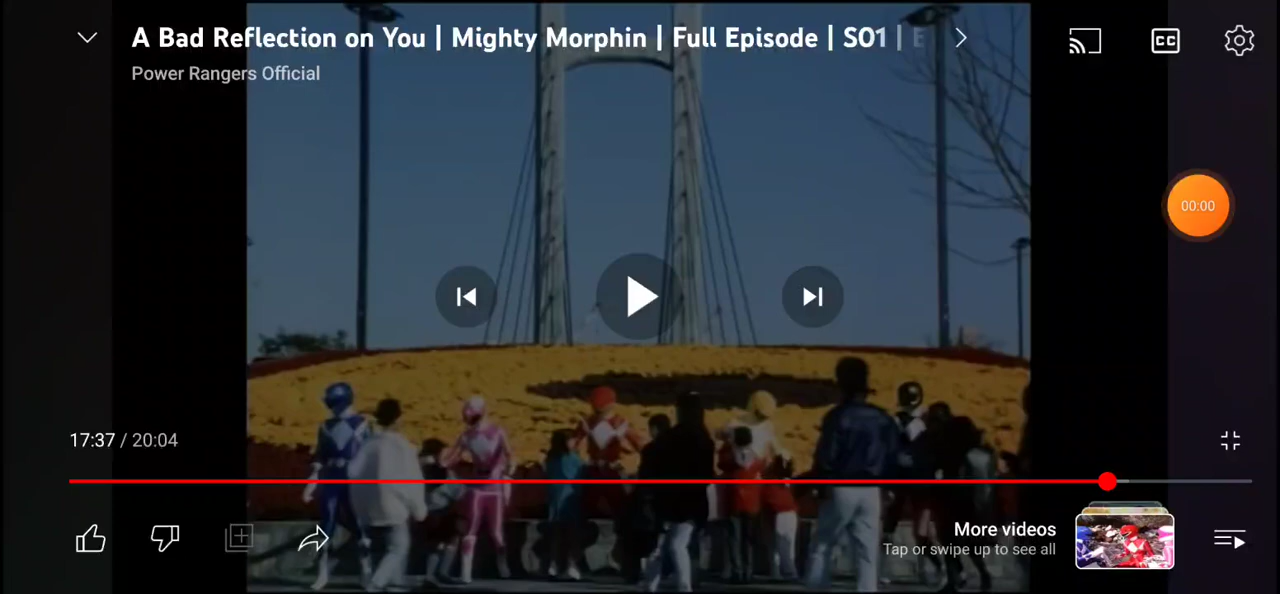 A Bad Reflection on You | Mighty Morphin | Full Episode | S01 |
Power Rangers Official
CC
00:00
17:37 / 20:04
More videos
Tap or swipe up to see all